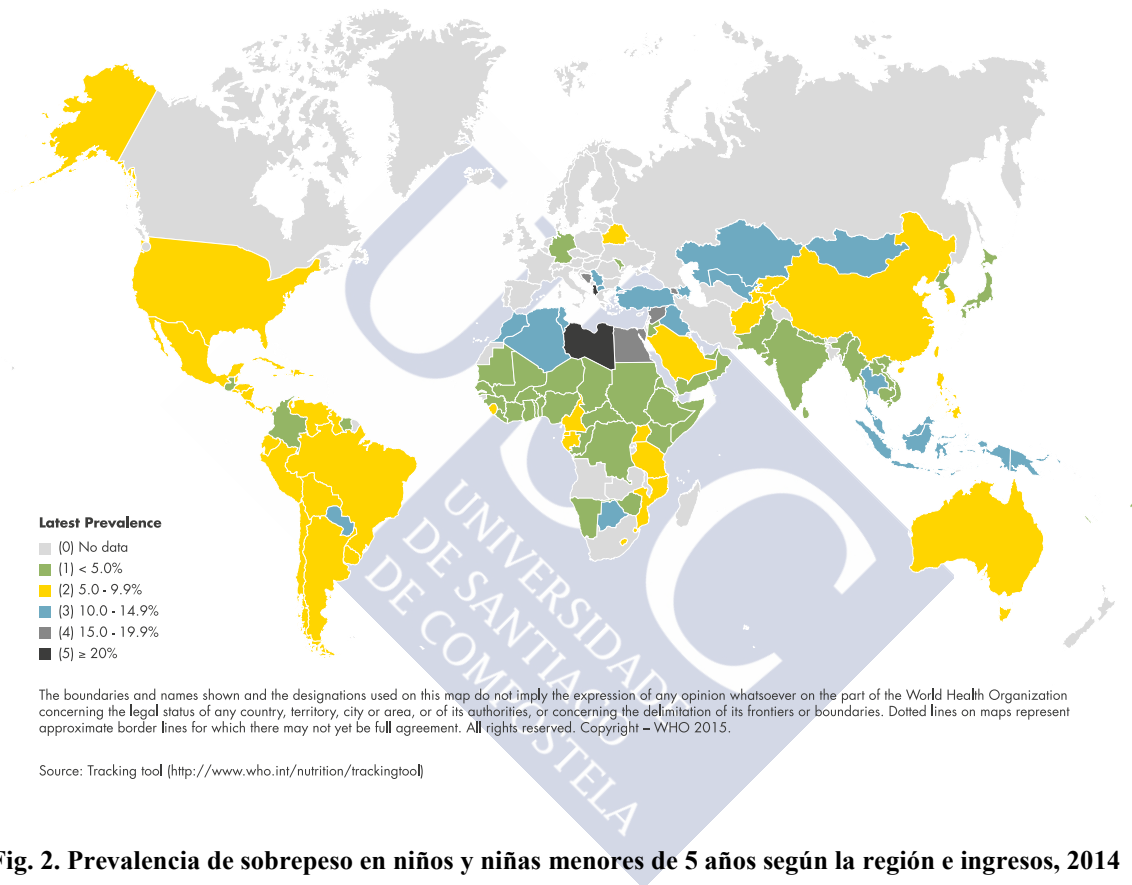 Latest Prevalence
(0) No data
(1) < 5.0%
(2) 5.0 - 9.9%
(3) 10.0 - 14.9%
(4) 15.0 - 19.9%
(5) ≥ 20%
USC
UNIVERSIDADE
DE SANTIAGO
DE COMPOSTELA
The boundaries and names shown and the designations used on this map do not imply the expression of any opinion whatsoever on the part of the World Health Organization
concerning the legal status of any country, territory, city or area, or of its authorities, or concerning the delimitation of its frontiers or boundaries. Dotted lines on maps represent
approximate border lines for which there may not yet be full agreement. All rights reserved. Copyright – WHO 2015.
Source: Tracking tool (http://www.who.int/nutrition/trackingtool)
Fig. 2. Prevalencia de sobrepeso en niños y niñas menores de 5 años según la región e ingresos, 2014